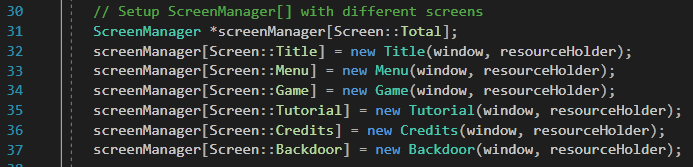 30 // Setup ScreenManager[] with different screens
31 ScreenManager *screenManager[Screen::Total];
32 screenManager[Screen::Title] = new Title(window, resourceHolder);
33 screenManager[Screen::Menu] = new Menu(window, resourceHolder);
34 screenManager[Screen::Game] = new Game(window, resourceHolder);
35 screenManager[Screen::Tutorial] = new Tutorial(window, resourceHolder);
36 screenManager[Screen::Credits] = new Credits(window, resourceHolder);
37 screenManager[Screen::Backdoor] = new Backdoor(window, resourceHolder);